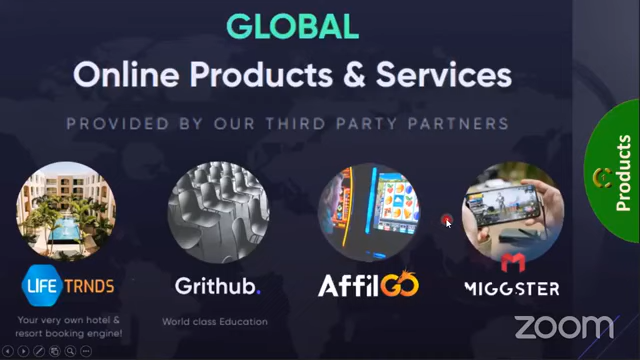 GLOBAL
Online Products & Services
PROVIDED BY OUR THIRD PARTY PARTNERS
Products
LIFE TRNDS
Grithub.
AffilGO
MIGGSTER
Your very own hotel &
resort booking engine!
World class Education
zoom